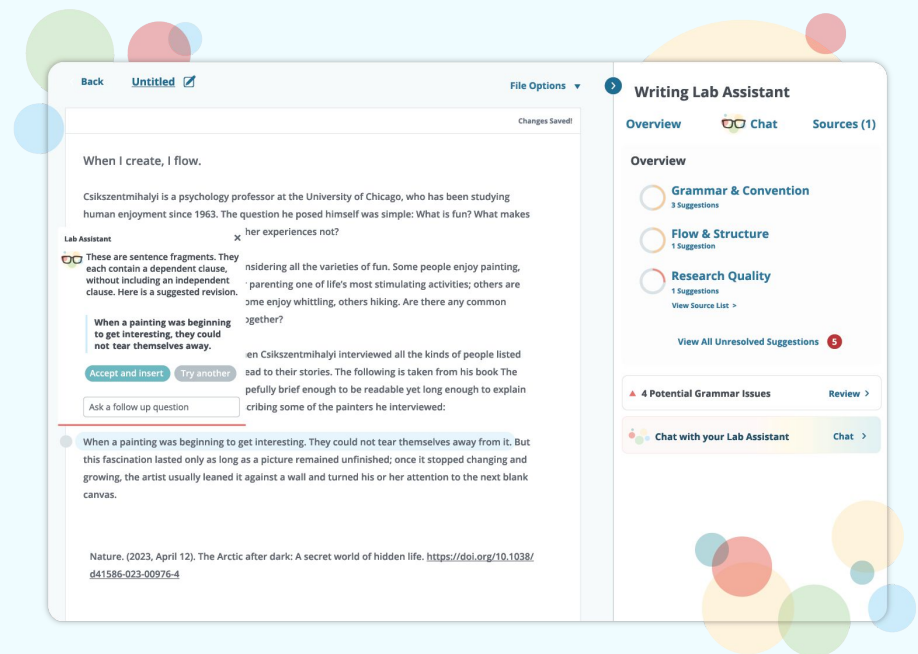 Back
Untitled
File Options
Changes Saved!
When I create, I flow.
Csikszentmihalyi is a psychology professor at the University of Chicago, who has been studying
human enjoyment since 1963. The question he posed himself was simple: What is fun? What makes
her experiences not?
nsidering all the varieties of fun. Some people enjoy painting,
parenting one of life's most stimulating activities; others are
ome enjoy whittling, others hiking. Are there any common
ogether?
en Csikszentmihalyi interviewed all the kinds of people listed
ead to their stories. The following is taken from his book The
pefully brief enough to be readable yet long enough to explain
cribing some of the painters he interviewed:
Lab Assistant
These are sentence fragments. They
each contain a dependent clause,
without including an independent
clause. Here is a suggested revision.
When a painting was beginning
to get interesting, they could
not tear themselves away.
Accept and insert
Try another
Ask a follow up question
When a painting was beginning to get interesting. They could not tear themselves away from it. But
this fascination lasted only as long as a picture remained unfinished; once it stopped changing and
growing, the artist usually leaned it against a wall and turned his or her attention to the next blank
canvas.
Nature. (2023, April 12). The Arctic after dark: A secret world of hidden life. https://doi.org/10.1038/
d41586-023-00976-4
Writing Lab Assistant
Overview
Chat
Sources (1)
Overview
Grammar & Convention
3 Suggestions
Flow & Structure
1 Suggestion
Research Quality
1 Suggestions
View Source List >
View All Unresolved Suggestions 5
4 Potential Grammar Issues
Review >
Chat with your Lab Assistant
Chat >